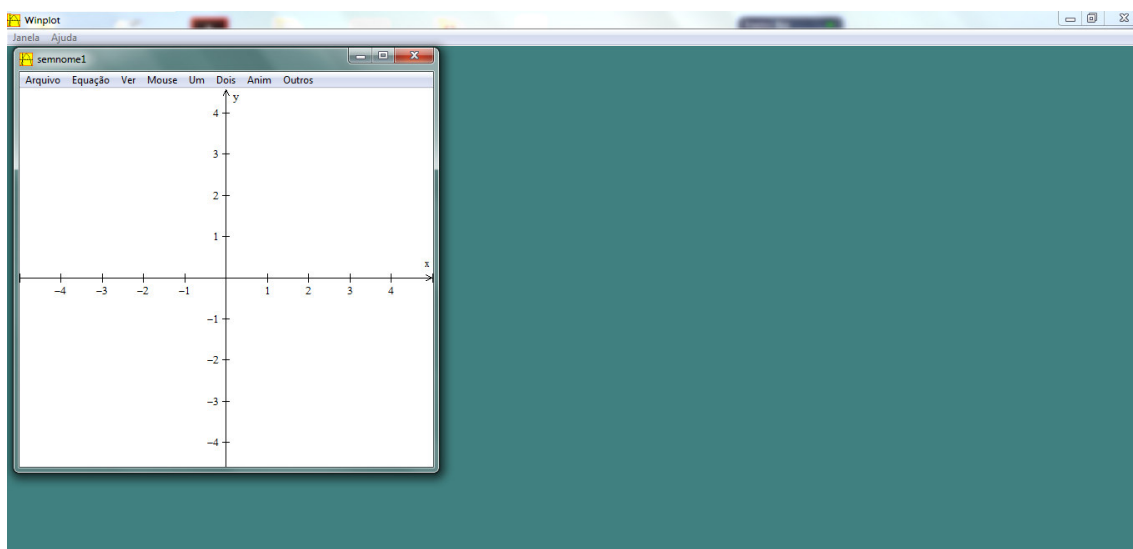 Winplot
Janela Ajuda
semnome1
Arquivo Equação Ver Mouse Um Dois Anim Outros
y
4
3
2
1
x
−4 −3 −2 −1 1 2 3 4
−1
−2
−3
−4